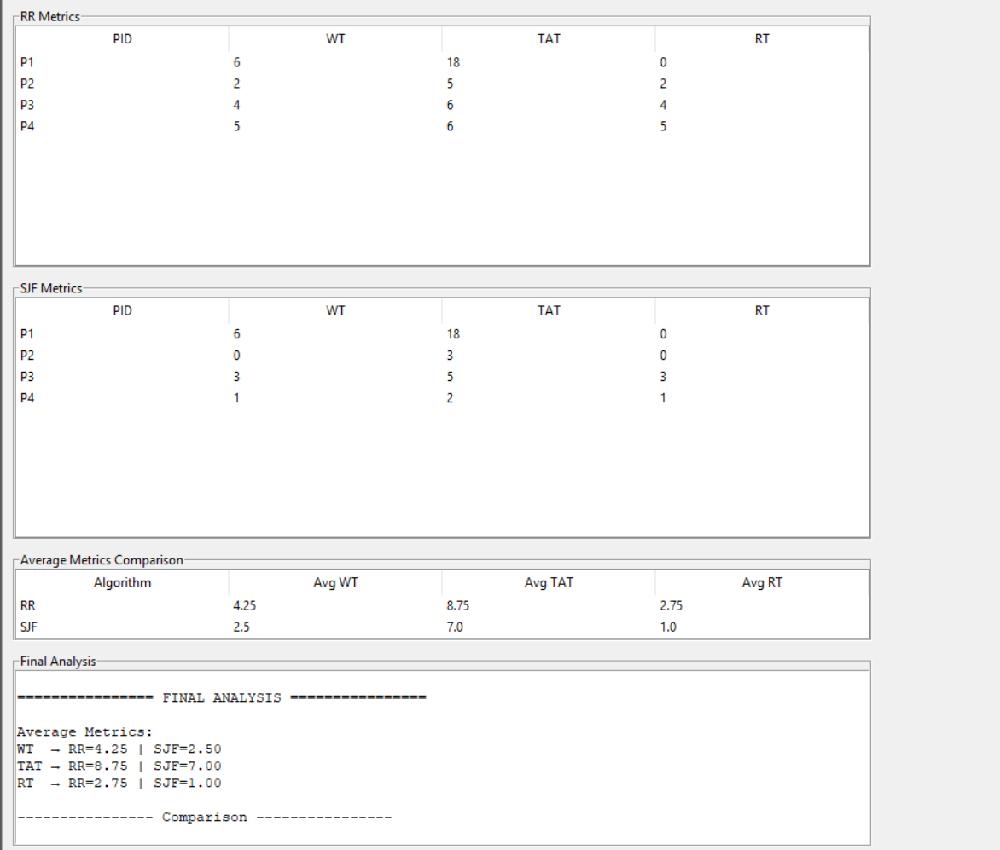 RR Metrics
PID WT TAT RT
P1 6 18 0
P2 2 5 2
P3 4 6 4
P4 5 6 5
SJF Metrics
PID WT TAT RT
P1 6 18 0
P2 0 3 0
P3 3 5 3
P4 1 2 1
Average Metrics Comparison
Algorithm Avg WT Avg TAT Avg RT
RR 4.25 8.75 2.75
SJF 2.5 7.0 1.0
Final Analysis
================ FINAL ANALYSIS ================
Average Metrics:
WT → RR=4.25 | SJF=2.50
TAT → RR=8.75 | SJF=7.00
RT → RR=2.75 | SJF=1.00
---------------- Comparison ----------------